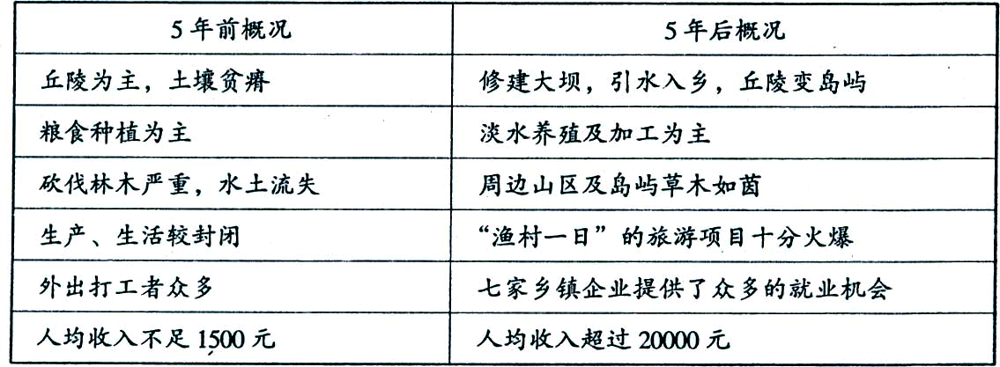 5年前概况
5年后概况
丘陵为主，土壤贫瘠
修建大坝，引水入乡，丘陵变岛屿
粮食种植为主
淡水养殖及加工为主
砍伐林木严重，水土流失
周边山区及岛屿草木如茵
生产、生活较封闭
“渔村一日”的旅游项目十分火爆
外出打工者众多
七家乡镇企业提供了众多的就业机会
人均收入不足1500元
人均收入超过20000元